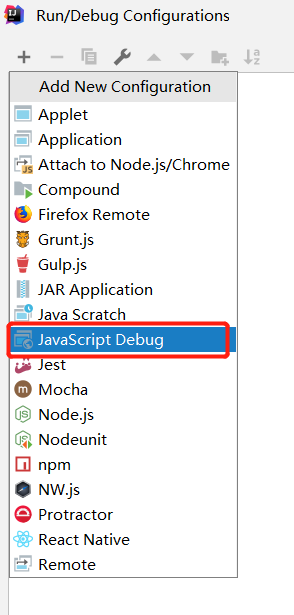 Run/Debug Configurations
Add New Configuration
Applet
Application
Attach to Node.js/Chrome
Compound
Firefox Remote
Grunt.js
Gulp.js
JAR Application
Java Scratch
JavaScript Debug
Jest
Mocha
Node.js
Nodeunit
npm
NW.js
Protractor
React Native
Remote